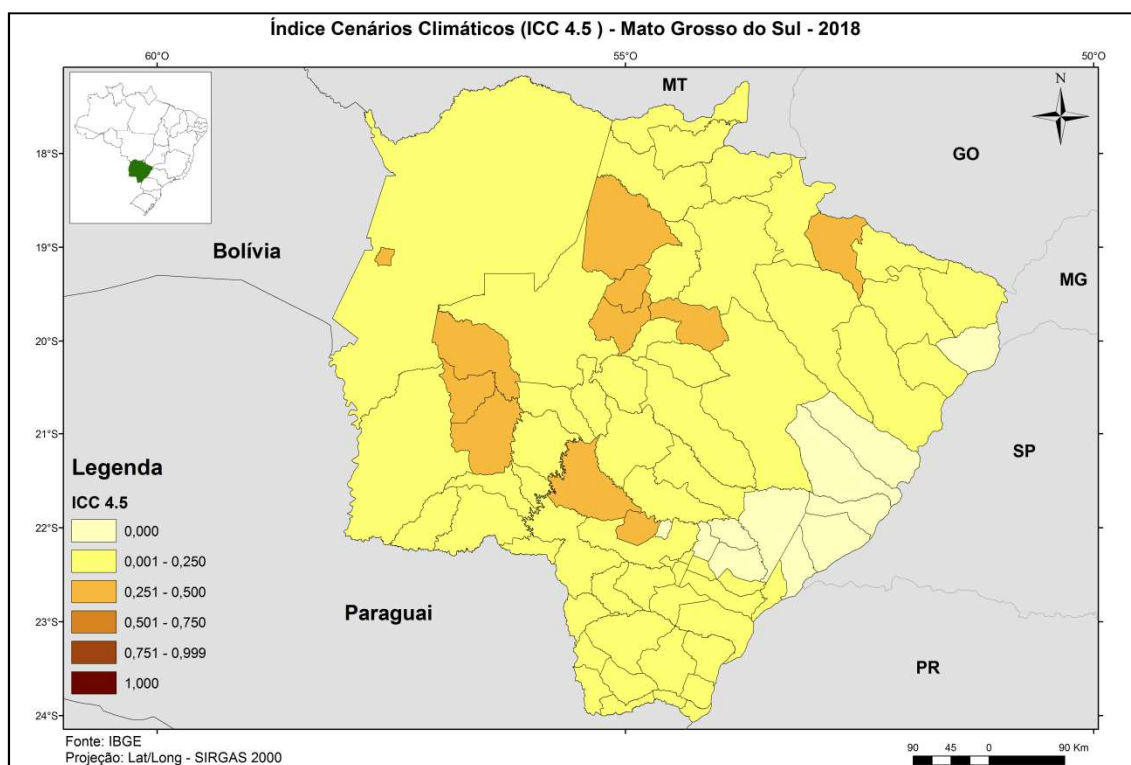 Índice Cenários Climáticos (ICC 4.5 ) - Mato Grosso do Sul - 2018
60°O
55°O
50°O
MT
N
18°S
GO
19°S
Bolívia
MG
20°S
21°S
SP
Legenda
ICC 4.5
22°S
0,000
0,001 - 0,250
0,251 - 0,500
Paraguai
23°S
0,501 - 0,750
0,751 - 0,999
PR
1,000
24°S
Fonte: IBGE
Projeção: Lat/Long - SIRGAS 2000
90 45 0 90 Km